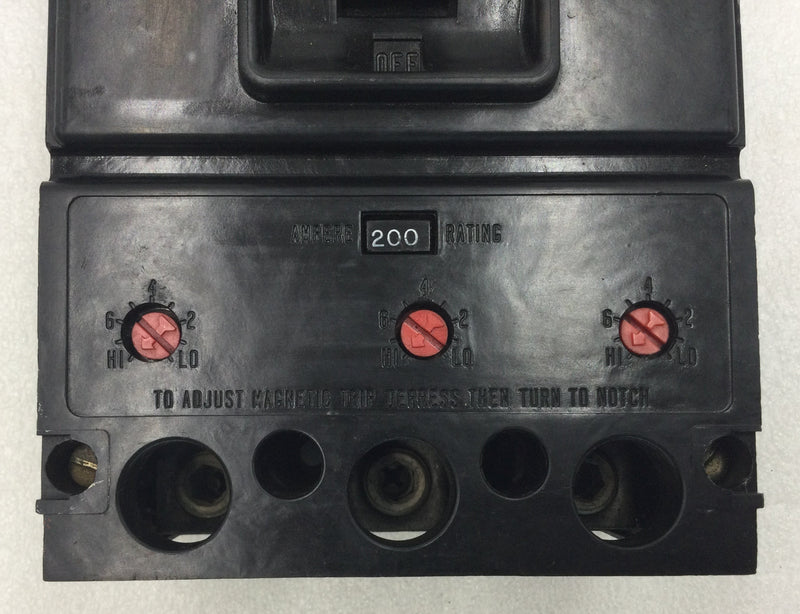 OFF
AMPERE 200 RATING
4 4 4
6 2 6 2 6 2
HI LO HI LO HI LO
TO ADJUST MAGNETIC TRIP DEPRESS THEN TURN TO NOTCH